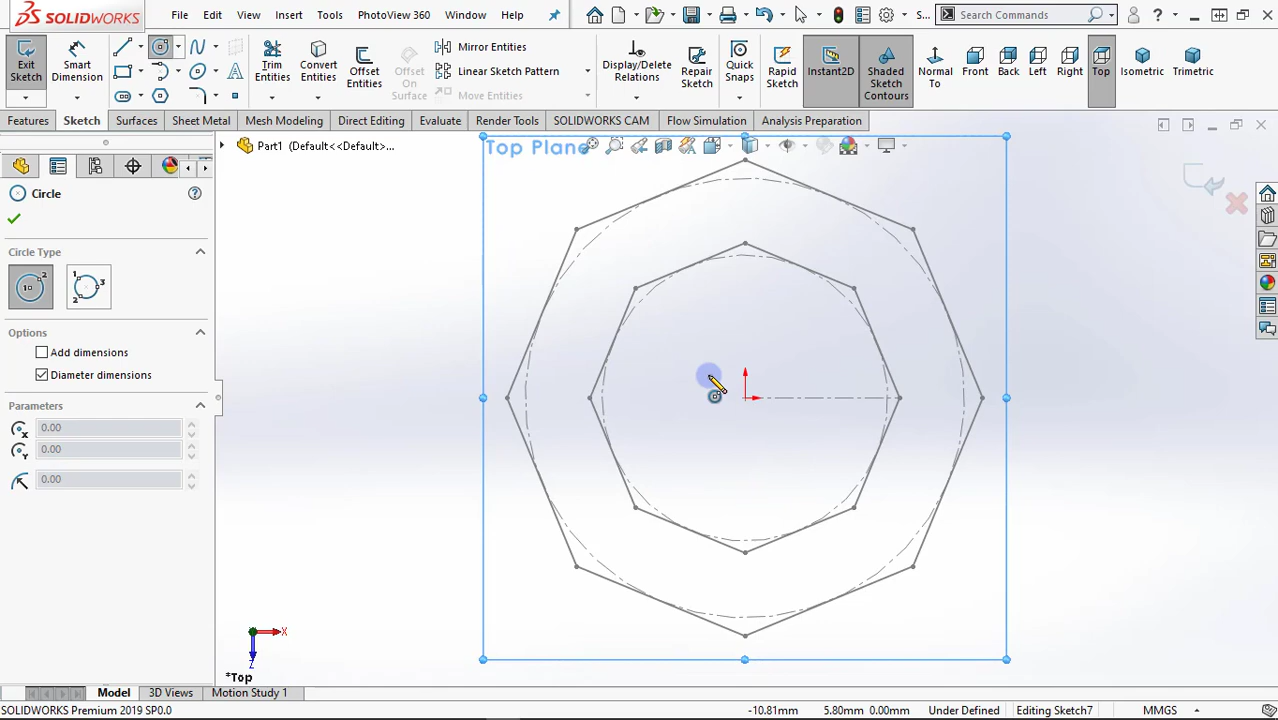 SOLIDWORKS File Edit View Insert Tools PhotoView 360 Window Help S... Search Commands ?
Exit Sketch
Smart Dimension
Trim Entities
Convert Entities
Offset Entities
Offset On Surface
Mirror Entities
Linear Sketch Pattern
Move Entities
Display/Delete Relations
Repair Sketch
Quick Snaps
Rapid Sketch
Instant2D
Shaded Sketch Contours
Normal To
Front
Back
Left
Right
Top
Isometric
Trimetric
Features Sketch Surfaces Sheet Metal Mesh Modeling Direct Editing Evaluate Render Tools SOLIDWORKS CAM Flow Simulation Analysis Preparation
Part1 (Default<<Default>...
Top Plane
Circle
Circle Type
Options
Add dimensions
Diameter dimensions
Parameters
0.00
0.00
0.00
X
Z
*Top
Model 3D Views Motion Study 1
SOLIDWORKS Premium 2019 SP0.0 -10.81mm 5.80mm 0.00mm Under Defined Editing Sketch7 MMGS